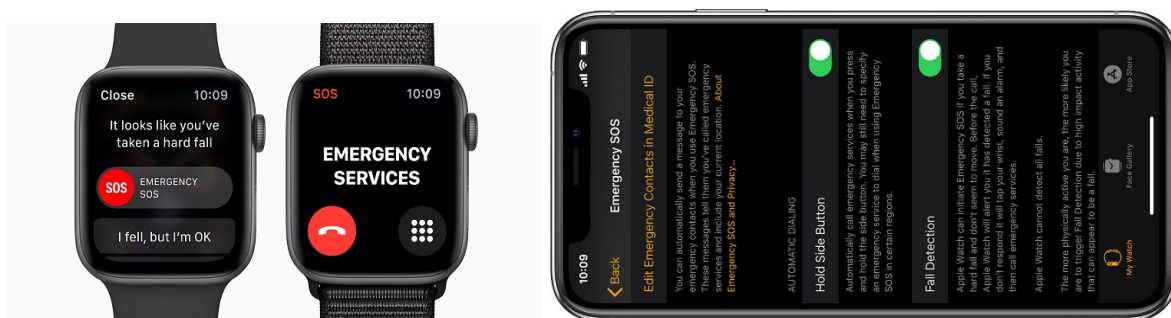 Close 10:09
It looks like you've
taken a hard fall
SOS EMERGENCY
SOS
I fell, but I'm OK
SOS 10:09
EMERGENCY
SERVICES
10:09
Back Emergency SOS
Edit Emergency Contacts in Medical ID
You can automatically send a message to your
emergency contacts when you use Emergency SOS.
These messages tell them you've called emergency
services and include your current location. About
Emergency SOS and Privacy...
AUTOMATIC DIALING
Hold Side Button
Automatically call emergency services when you press
and hold the side button. You may still need to specify
an emergency service to dial when using Emergency
SOS in certain regions.
Fall Detection
Apple Watch can initiate Emergency SOS if you take a
hard fall and don't seem to move. Before the call,
Apple Watch will alert you it has detected a fall. If you
don't respond it will tap your wrist, sound an alarm, and
then call emergency services.
Apple Watch cannot detect all falls.
The more physically active you are, the more likely you
are to trigger Fall Detection due to high impact activity
that can appear to be a fall.
My Watch Face Gallery App Store